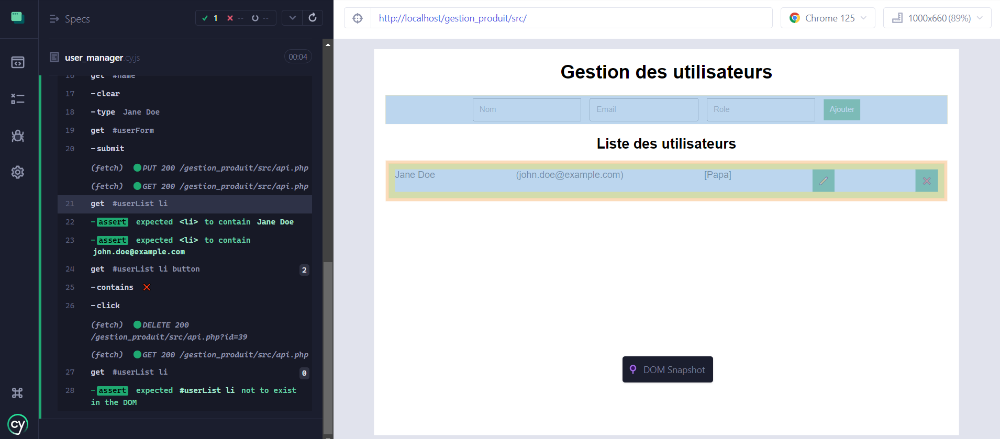 Specs
1
--
--
user_manager.cy.js
00:04
16 get #name
17 -clear
18 -type Jane Doe
19 get #userForm
20 -submit
(fetch) PUT 200 /gestion_produit/src/api.php
(fetch) GET 200 /gestion_produit/src/api.php
21 get #userList li
22 -assert expected <li> to contain Jane Doe
23 -assert expected <li> to contain
john.doe@example.com
24 get #userList li button 2
25 -contains ❌
26 -click
(fetch) DELETE 200
/gestion_produit/src/api.php?id=39
(fetch) GET 200 /gestion_produit/src/api.php
27 get #userList li 0
28 -assert expected #userList li not to exist
in the DOM
cy
http://localhost/gestion_produit/src/
Chrome 125
1000x660 (89%)
Gestion des utilisateurs
Nom Email Role Ajouter
Liste des utilisateurs
Jane Doe (john.doe@example.com) [Papa]
DOM Snapshot